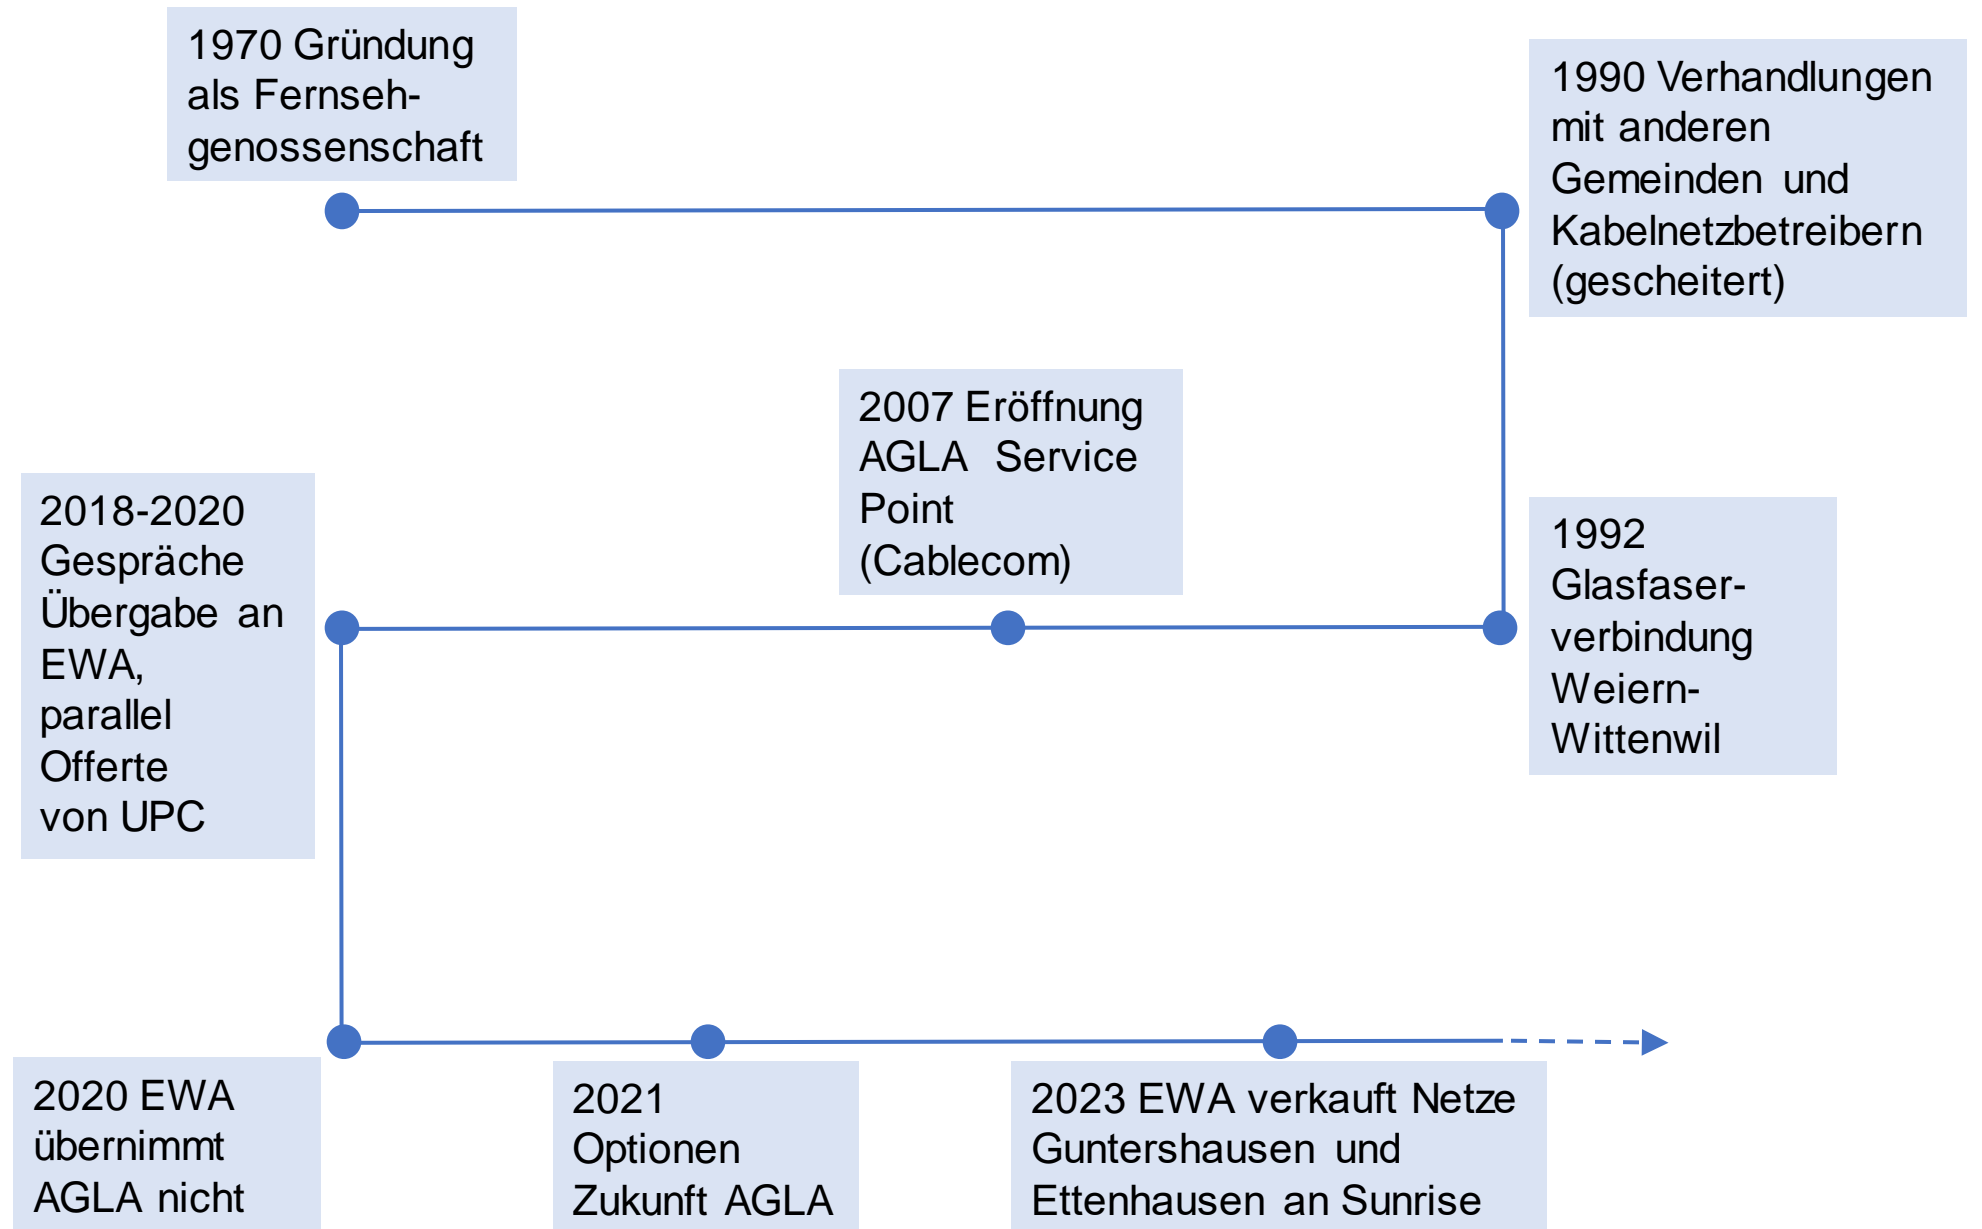 1970 Gründung
als Fernseh-
genossenschaft
1990 Verhandlungen
mit anderen
Gemeinden und
Kabelnetzbetreibern
(gescheitert)
1992
Glasfaser-
verbindung
Weiern-
Wittenwil
2007 Eröffnung
AGLA Service
Point
(Cablecom)
2018-2020
Gespräche
Übergabe an
EWA,
parallel
Offerte
von UPC
2020 EWA
übernimmt
AGLA nicht
2021
Optionen
Zukunft AGLA
2023 EWA verkauft Netze
Guntershausen und
Ettenhausen an Sunrise